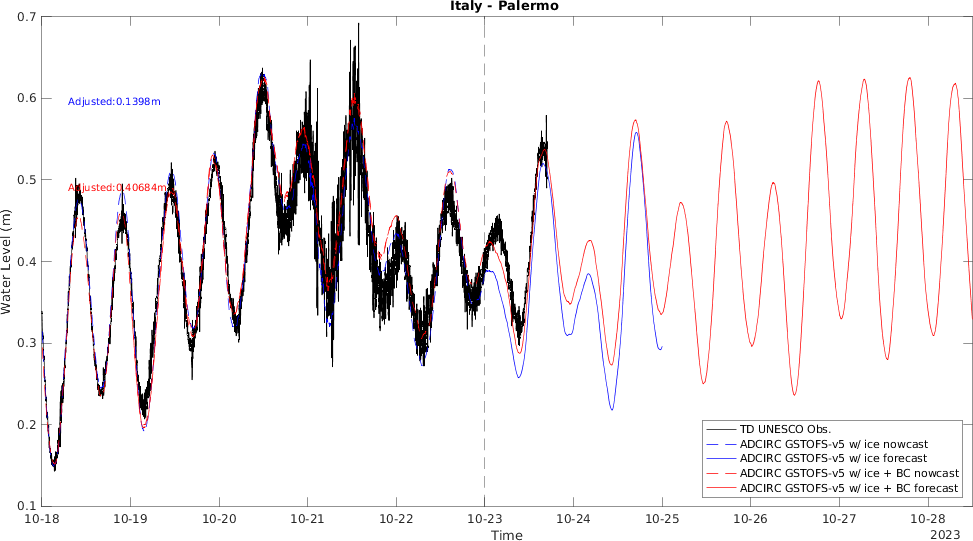 Italy - Palermo
0.7
0.6
0.5
0.4
0.3
0.2
0.1
Water Level (m)
Adjusted:0.1398m
Adjusted:0.40684m
TD UNESCO Obs.
ADCIRC GSTOFS-v5 w/ ice nowcast
ADCIRC GSTOFS-v5 w/ ice forecast
ADCIRC GSTOFS-v5 w/ ice + BC nowcast
ADCIRC GSTOFS-v5 w/ ice + BC forecast
10-18 10-19 10-20 10-21 10-22 10-23 10-24 10-25 10-26 10-27 10-28
Time
2023